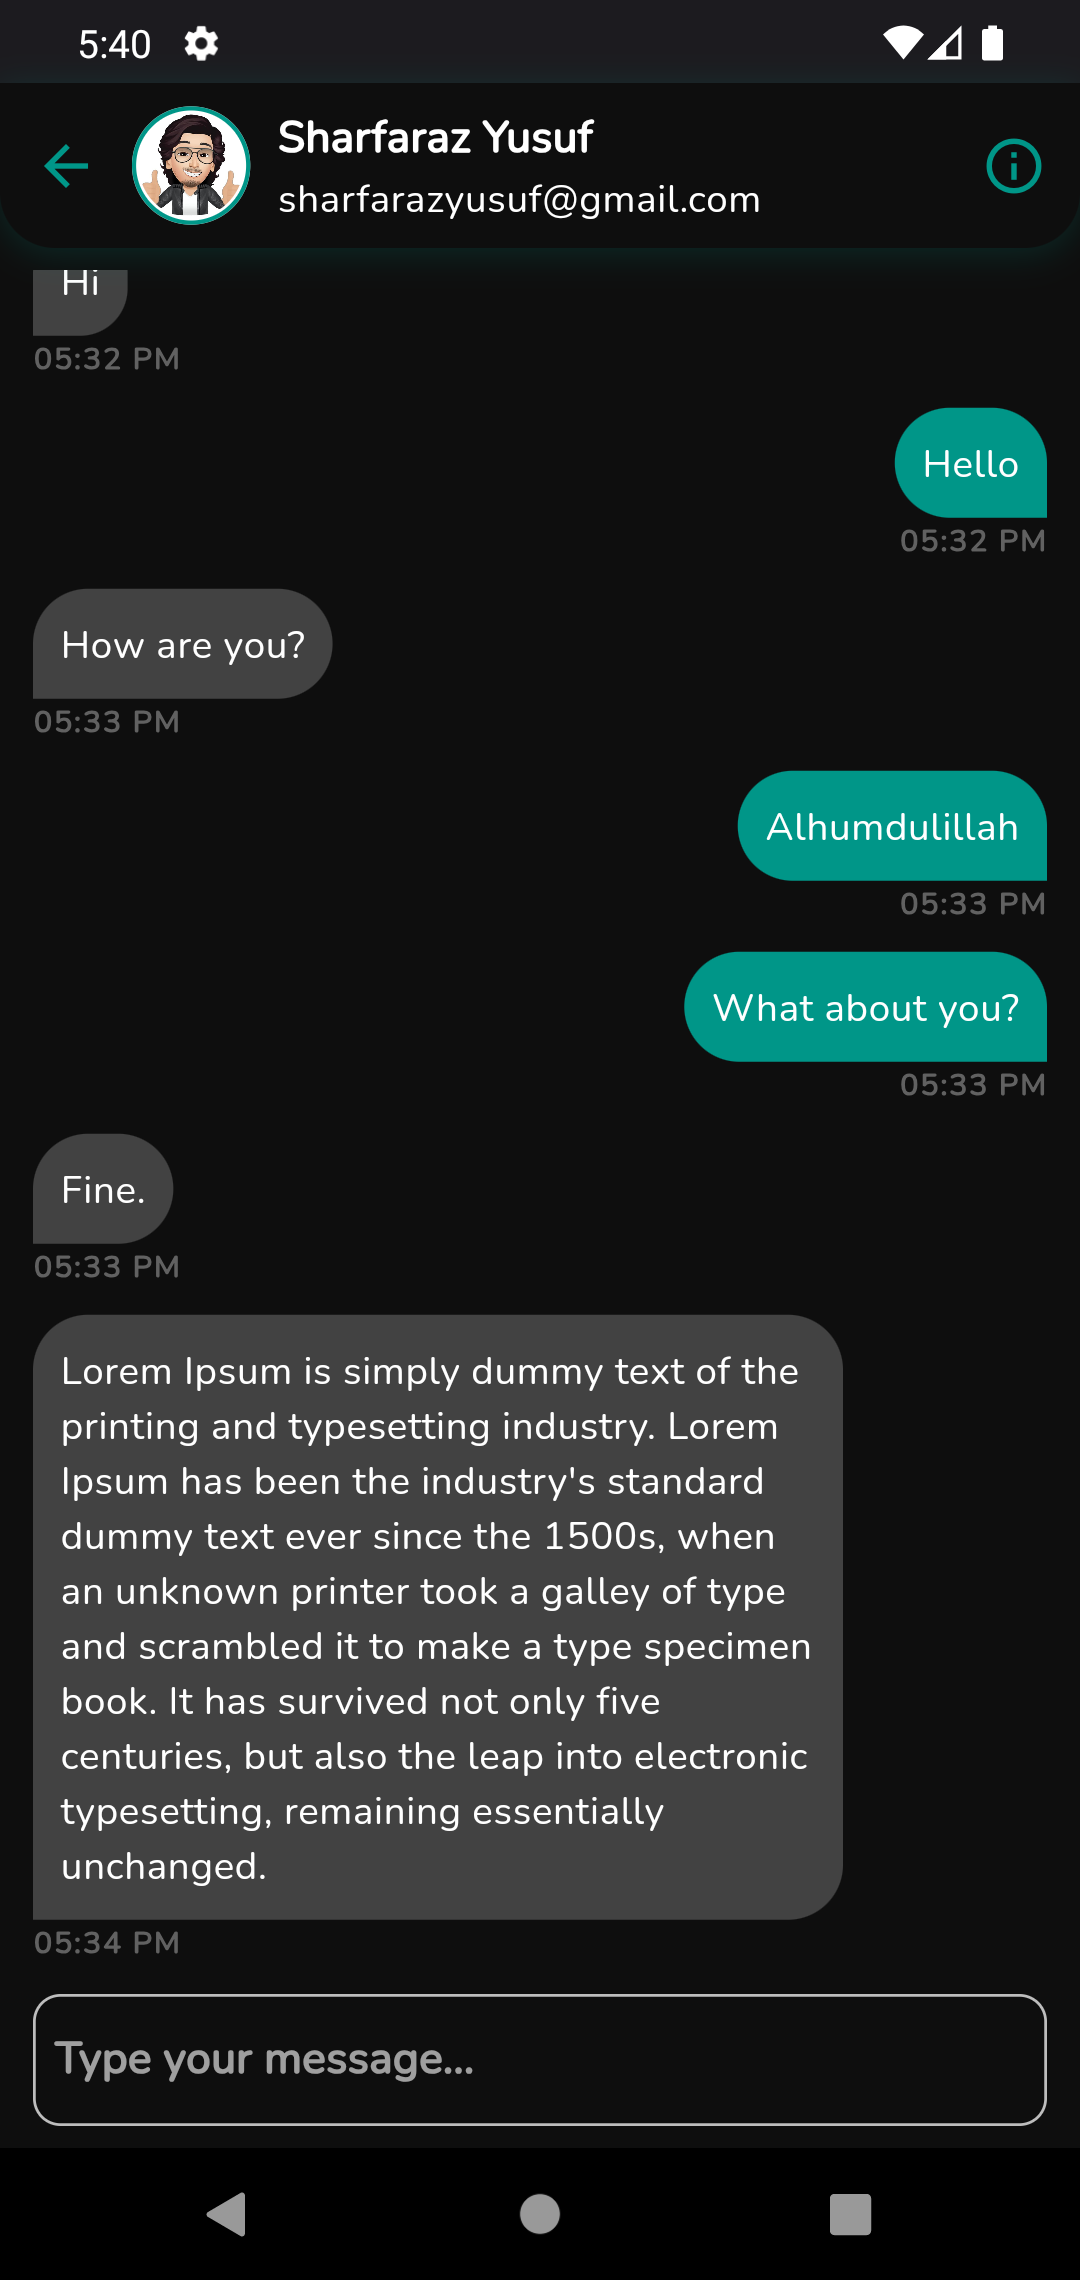 5:40
Sharfaraz Yusuf
sharfarazyusuf@gmail.com
Hi
05:32 PM
Hello
05:32 PM
How are you?
05:33 PM
Alhumdulillah
05:33 PM
What about you?
05:33 PM
Fine.
05:33 PM
Lorem Ipsum is simply dummy text of the
printing and typesetting industry. Lorem
Ipsum has been the industry's standard
dummy text ever since the 1500s, when
an unknown printer took a galley of type
and scrambled it to make a type specimen
book. It has survived not only five
centuries, but also the leap into electronic
typesetting, remaining essentially
unchanged.
05:34 PM
Type your message...